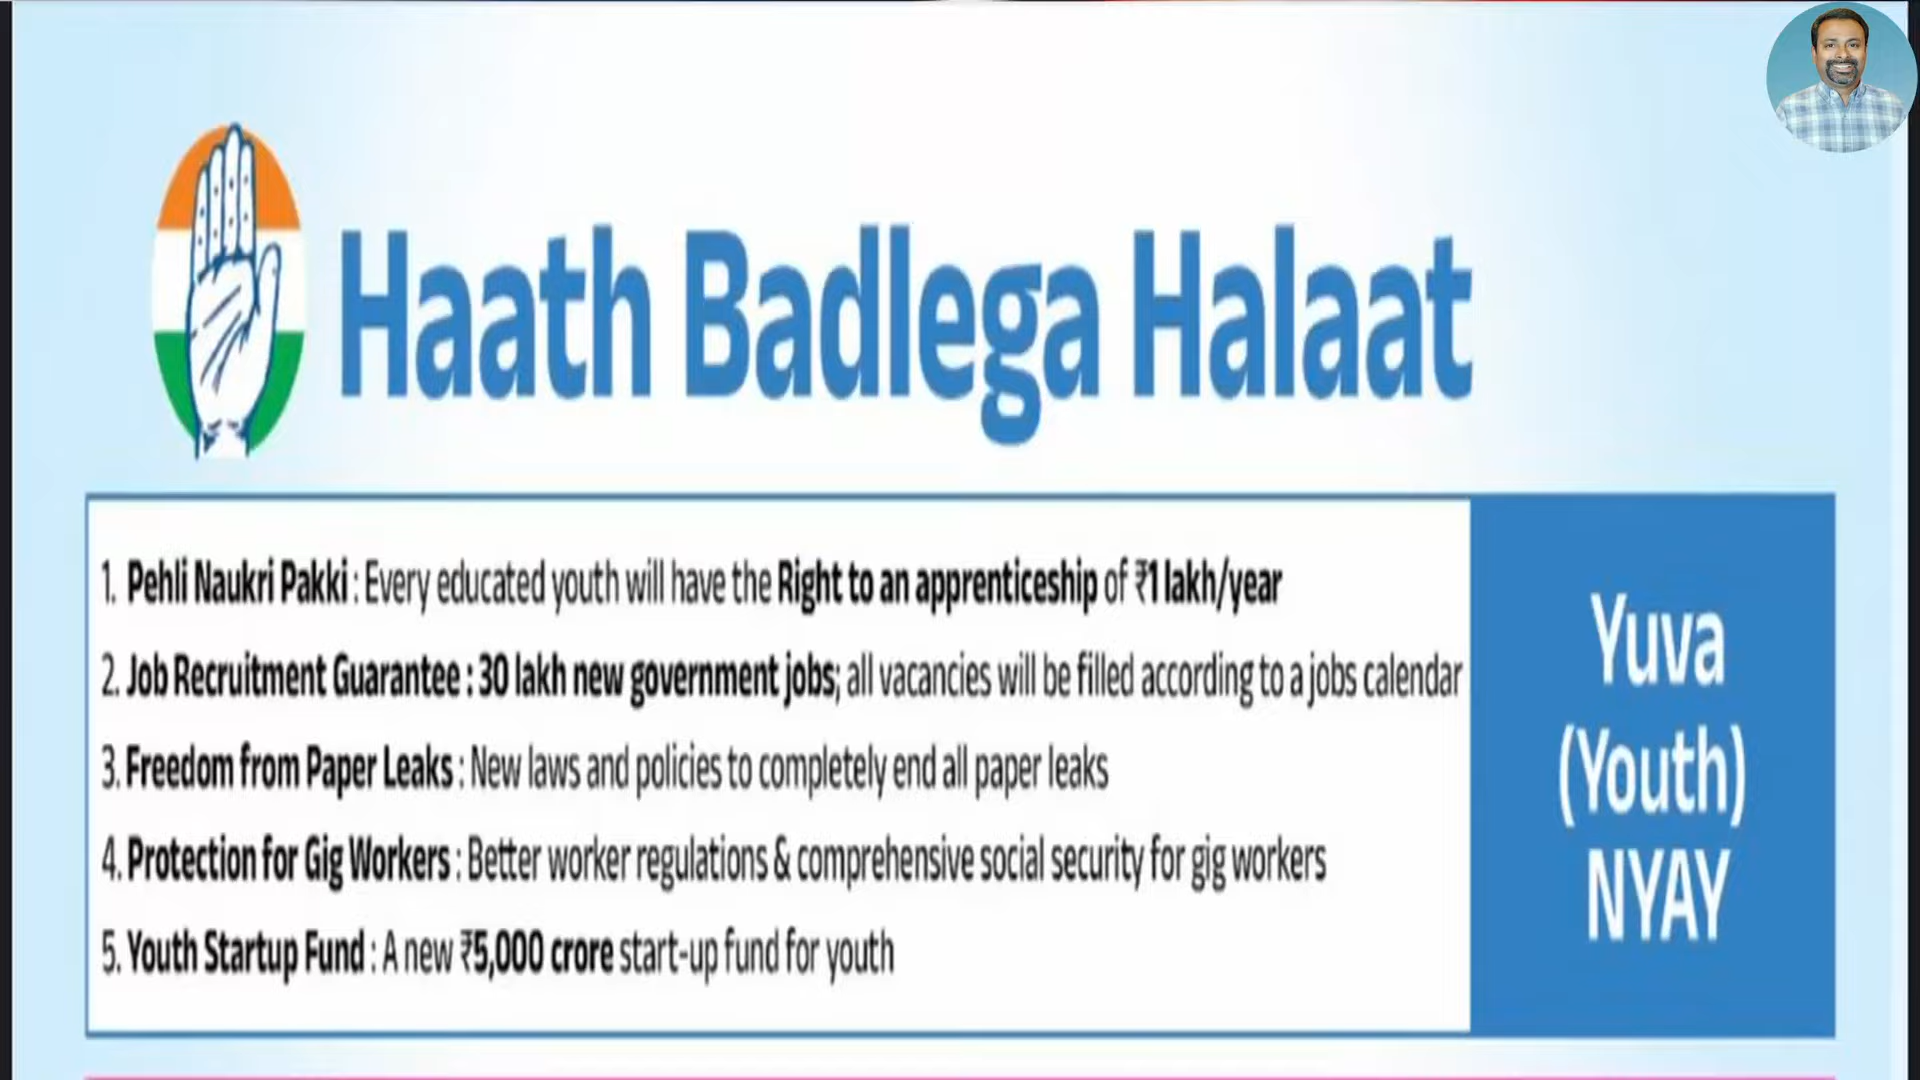 Haath Badlega Halaat
1. Pehli Naukri Pakki : Every educated youth will have the Right to an apprenticeship of ₹1 lakh/year
2. Job Recruitment Guarantee : 30 lakh new government jobs; all vacancies will be filled according to a jobs calendar
3. Freedom from Paper Leaks : New laws and policies to completely end all paper leaks
4. Protection for Gig Workers : Better worker regulations & comprehensive social security for gig workers
5. Youth Startup Fund : A new ₹5,000 crore start-up fund for youth
Yuva
(Youth)
NYAY